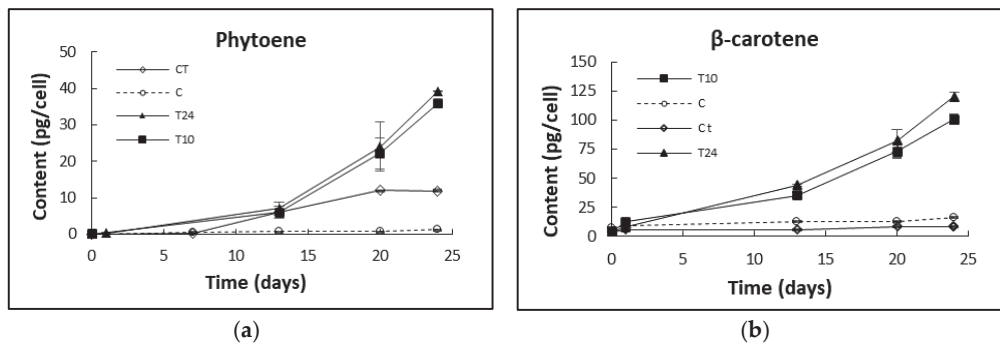 Phytoene
Content (pg/cell)
50
40
30
20
10
0
CT
C
T24
T10
0 5 10 15 20 25
Time (days)
(a)
β-carotene
Content (pg/cell)
150
125
100
75
50
25
0
T10
C
Ct
T24
0 5 10 15 20 25
Time (days)
(b)